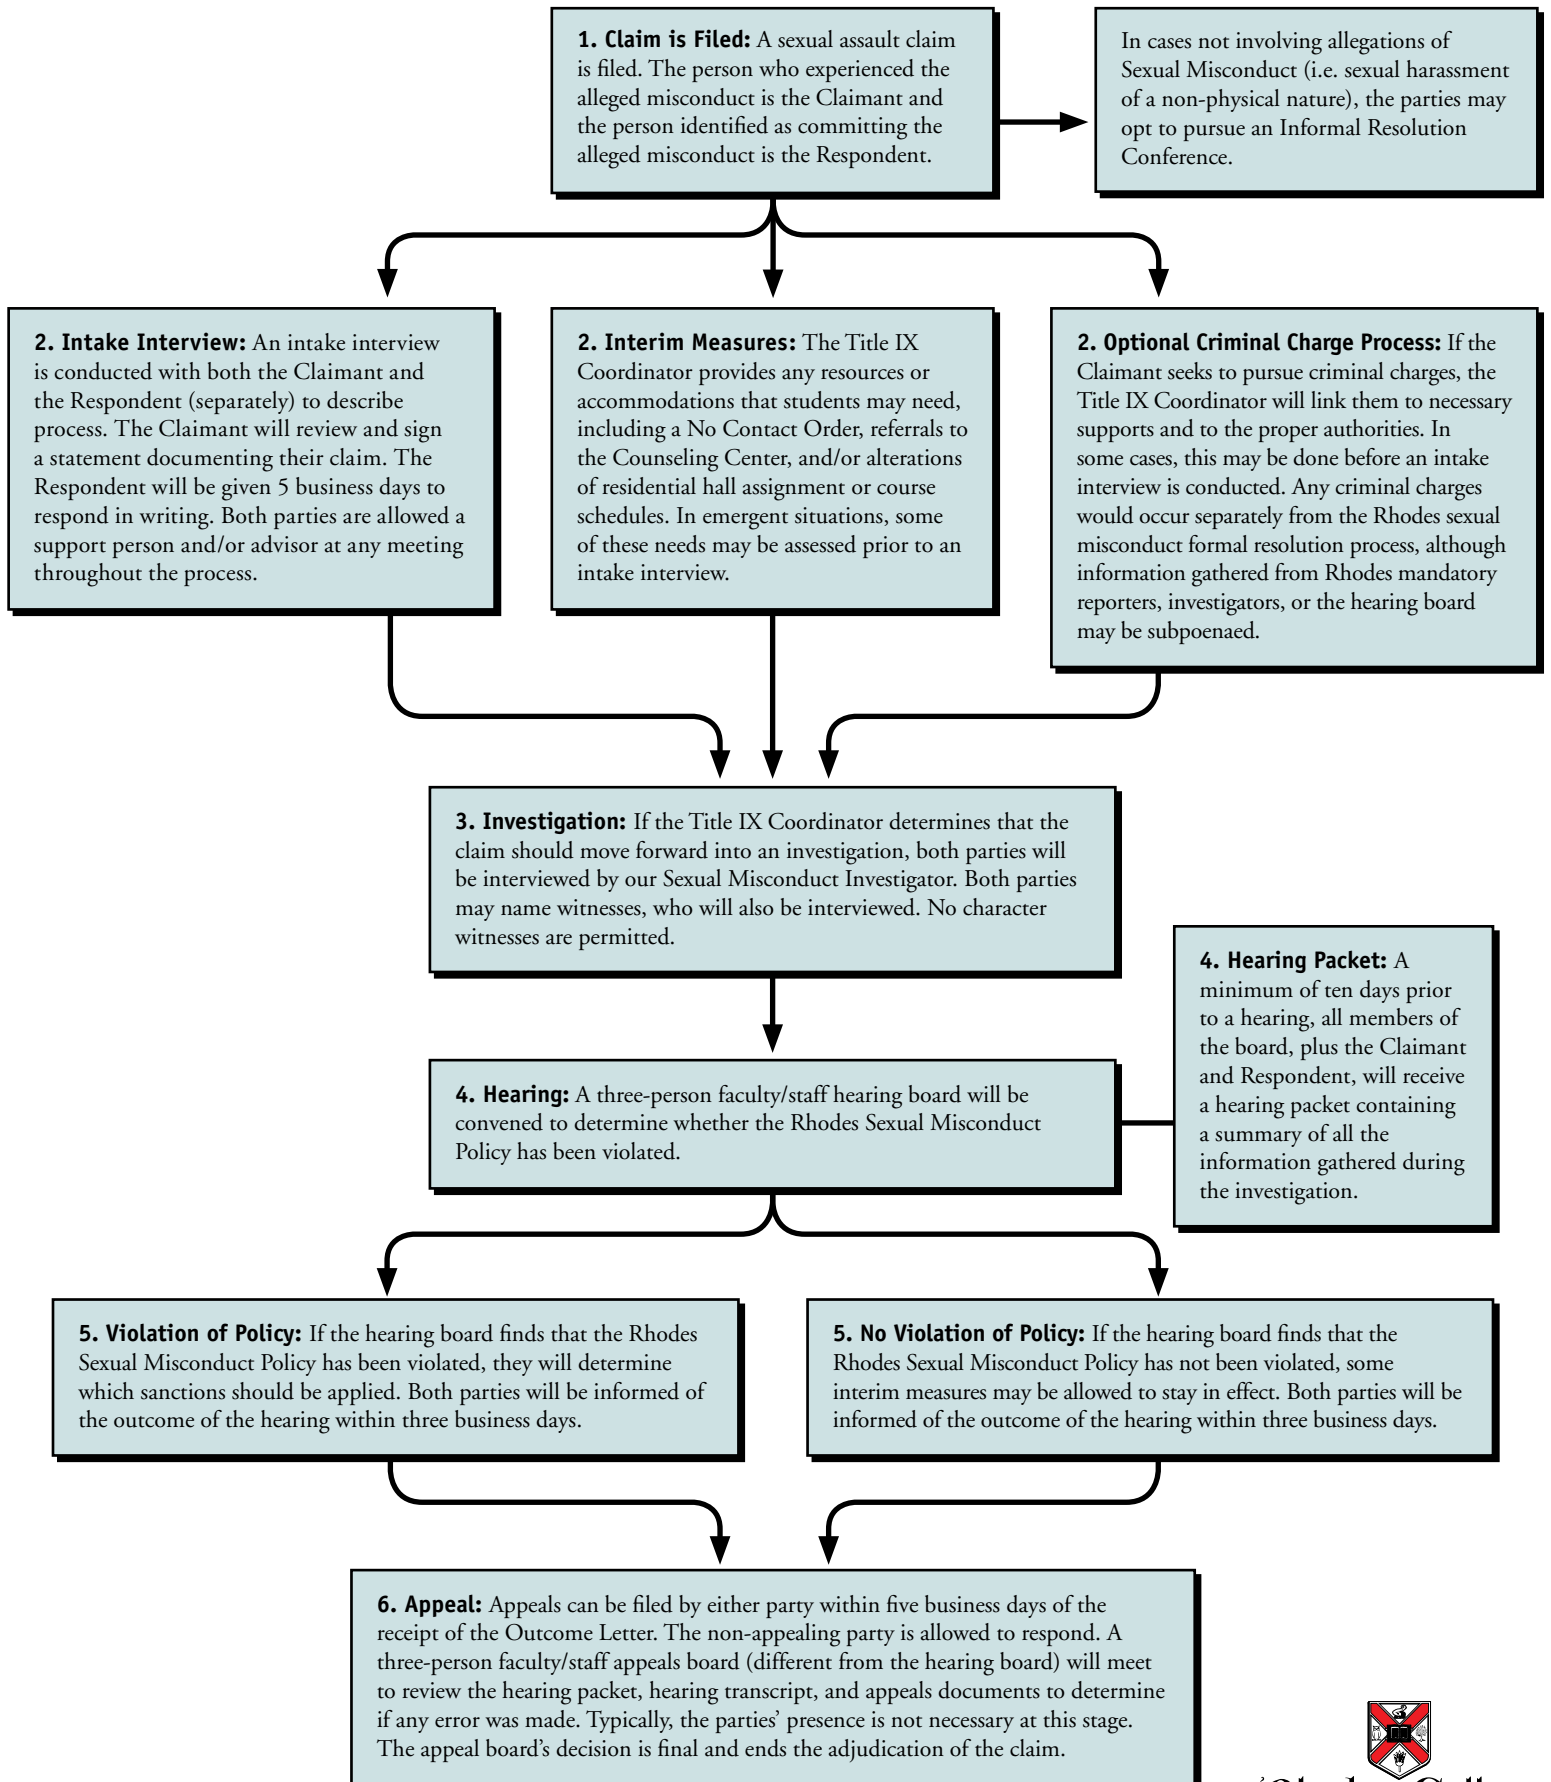 1. Claim is Filed: A sexual assault claim
is filed. The person who experienced the
alleged misconduct is the Claimant and
the person identified as committing the
alleged misconduct is the Respondent.
In cases not involving allegations of
Sexual Misconduct (i.e. sexual harassment
of a non-physical nature), the parties may
opt to pursue an Informal Resolution
Conference.
2. Intake Interview: An intake interview
is conducted with both the Claimant and
the Respondent (separately) to describe
process. The Claimant will review and sign
a statement documenting their claim. The
Respondent will be given 5 business days to
respond in writing. Both parties are allowed a
support person and/or advisor at any meeting
throughout the process.
2. Interim Measures: The Title IX
Coordinator provides any resources or
accommodations that students may need,
including a No Contact Order, referrals to
the Counseling Center, and/or alterations
of residential hall assignment or course
schedules. In emergent situations, some
of these needs may be assessed prior to an
intake interview.
2. Optional Criminal Charge Process: If the
Claimant seeks to pursue criminal charges, the
Title IX Coordinator will link them to necessary
supports and to the proper authorities. In
some cases, this may be done before an intake
interview is conducted. Any criminal charges
would occur separately from the Rhodes sexual
misconduct formal resolution process, although
information gathered from Rhodes mandatory
reporters, investigators, or the hearing board
may be subpoenaed.
3. Investigation: If the Title IX Coordinator determines that the
claim should move forward into an investigation, both parties will
be interviewed by our Sexual Misconduct Investigator. Both parties
may name witnesses, who will also be interviewed. No character
witnesses are permitted.
4. Hearing: A three-person faculty/staff hearing board will be
convened to determine whether the Rhodes Sexual Misconduct
Policy has been violated.
4. Hearing Packet: A
minimum of ten days prior
to a hearing, all members of
the board, plus the Claimant
and Respondent, will receive
a hearing packet containing
a summary of all the
information gathered during
the investigation.
5. Violation of Policy: If the hearing board finds that the Rhodes
Sexual Misconduct Policy has been violated, they will determine
which sanctions should be applied. Both parties will be informed of
the outcome of the hearing within three business days.
5. No Violation of Policy: If the hearing board finds that the
Rhodes Sexual Misconduct Policy has not been violated, some
interim measures may be allowed to stay in effect. Both parties will be
informed of the outcome of the hearing within three business days.
6. Appeal: Appeals can be filed by either party within five business days of the
receipt of the Outcome Letter. The non-appealing party is allowed to respond. A
three-person faculty/staff appeals board (different from the hearing board) will meet
to review the hearing packet, hearing transcript, and appeals documents to determine
if any error was made. Typically, the parties' presence is not necessary at this stage.
The appeal board's decision is final and ends the adjudication of the claim.